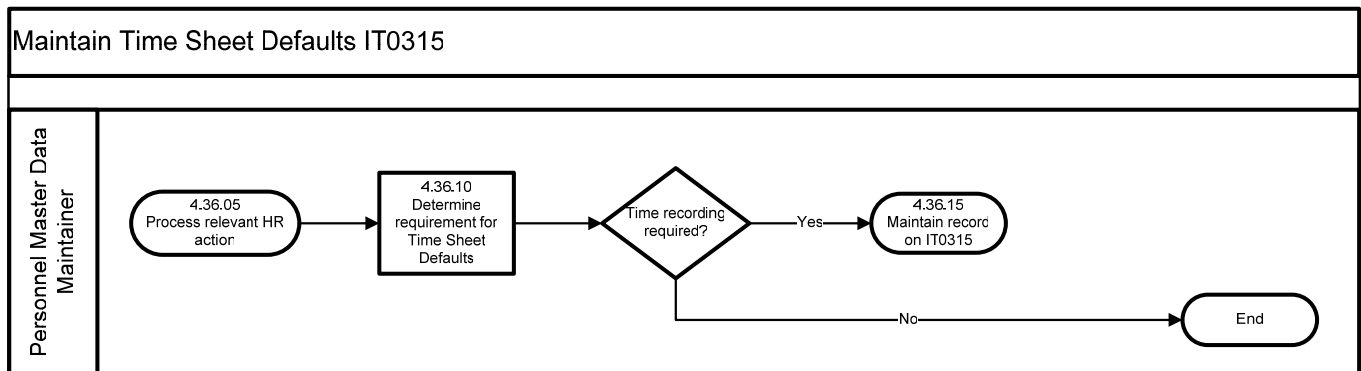 Maintain Time Sheet Defaults IT0315
Personnel Master Data
Maintainer
4.36.05
Process relevant HR
action
4.36.10
Determine
requirement for
Time Sheet
Defaults
Time recording
required?
Yes
4.36.15
Maintain record
on IT0315
No
End